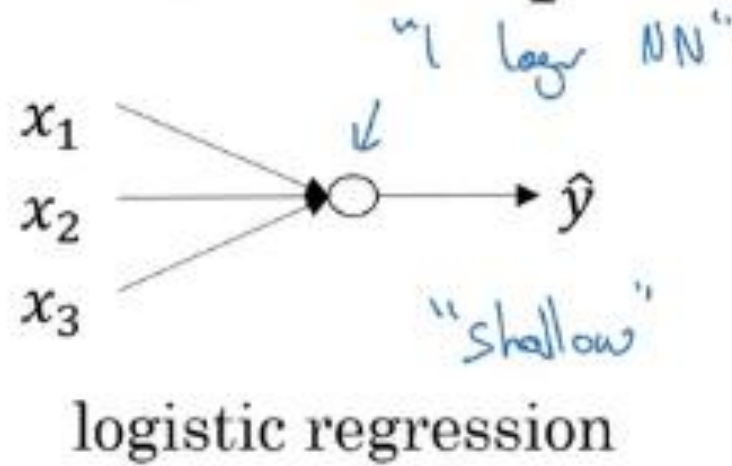 "1 layer NN"
x₁
x₂
x₃
ŷ
"shallow"
logistic regression